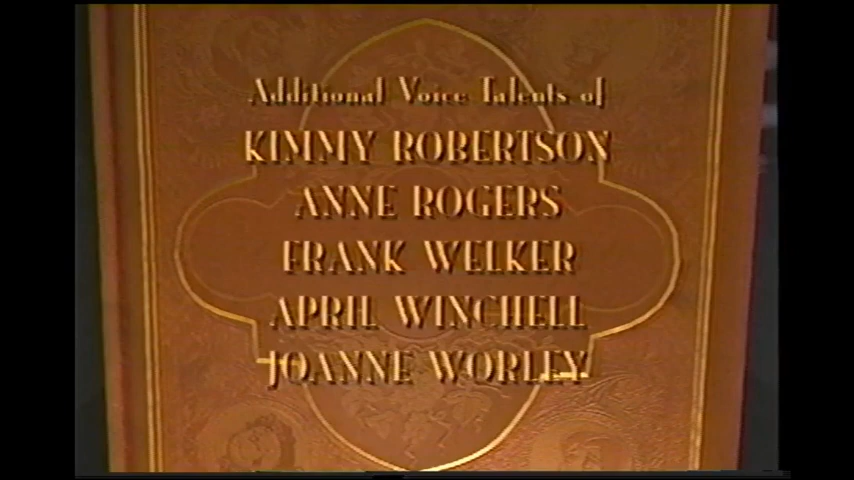 Additional Voice Talents of
KIMMY ROBERTSON
ANNE ROGERS
FRANK WELKER
APRIL WINCHELL
JOANNE WORLEY